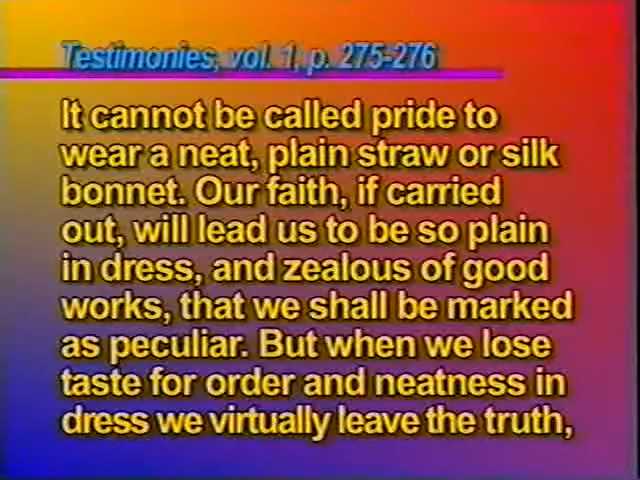 Testimonies, vol. 1, p. 275-276
It cannot be called pride to
wear a neat, plain straw or silk
bonnet. Our faith, if carried
out, will lead us to be so plain
in dress, and zealous of good
works, that we shall be marked
as peculiar. But when we lose
taste for order and neatness in
dress we virtually leave the truth,